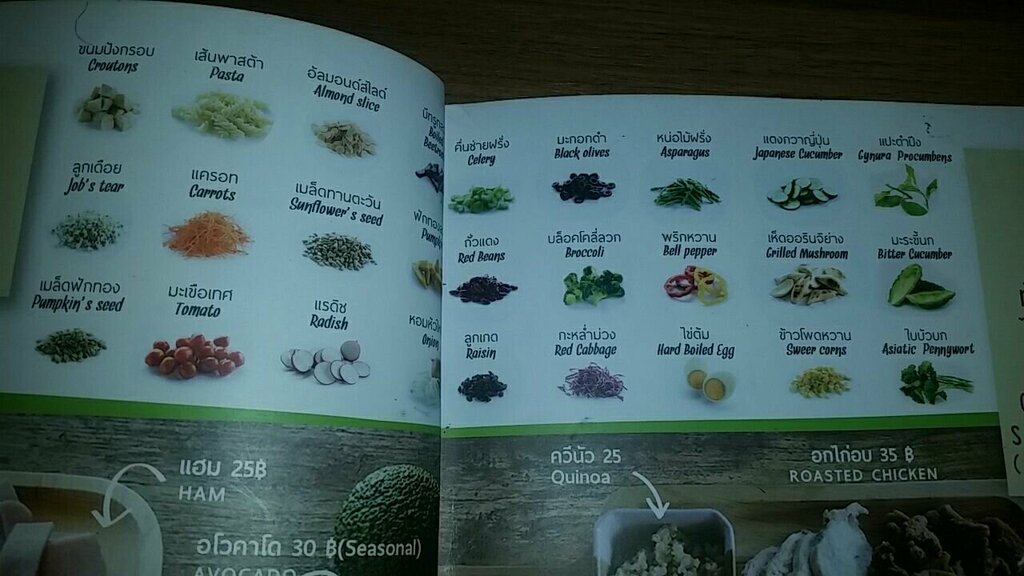 ขนมปังกรอบ
Croutons
เส้นพาสต้า
Pasta
อัลมอนด์สไลด์
Almond slice
ลูกเดือย
Job's tear
แครอท
Carrots
เมล็ดทานตะวัน
Sunflower's seed
เมล็ดฟักทอง
Pumpkin's seed
มะเขือเทศ
Tomato
แรดิช
Radish
แฮม 25฿
HAM
อโวคาโด 30 ฿(Seasonal)
AVOCADO
คื่นช่ายฝรั่ง
Celery
มะกอกดำ
Black olives
หน่อไม้ฝรั่ง
Asparagus
แตงกวาญี่ปุ่น
Japanese Cucumber
แปะตำปึง
Gynura Procumbens
ถั่วแดง
Red Beans
บล็อคโคลี่ลวก
Broccoli
พริกหวาน
Bell pepper
เห็ดออรินจิย่าง
Grilled Mushroom
มะระขี้นก
Bitter Cucumber
ลูกเกด
Raisin
กะหล่ำม่วง
Red Cabbage
ไข่ต้ม
Hard Boiled Egg
ข้าวโพดหวาน
Sweer corns
ใบบัวบก
Asiatic Pennywort
ควีนัว 25
Quinoa
อกไก่อบ 35 ฿
ROASTED CHICKEN